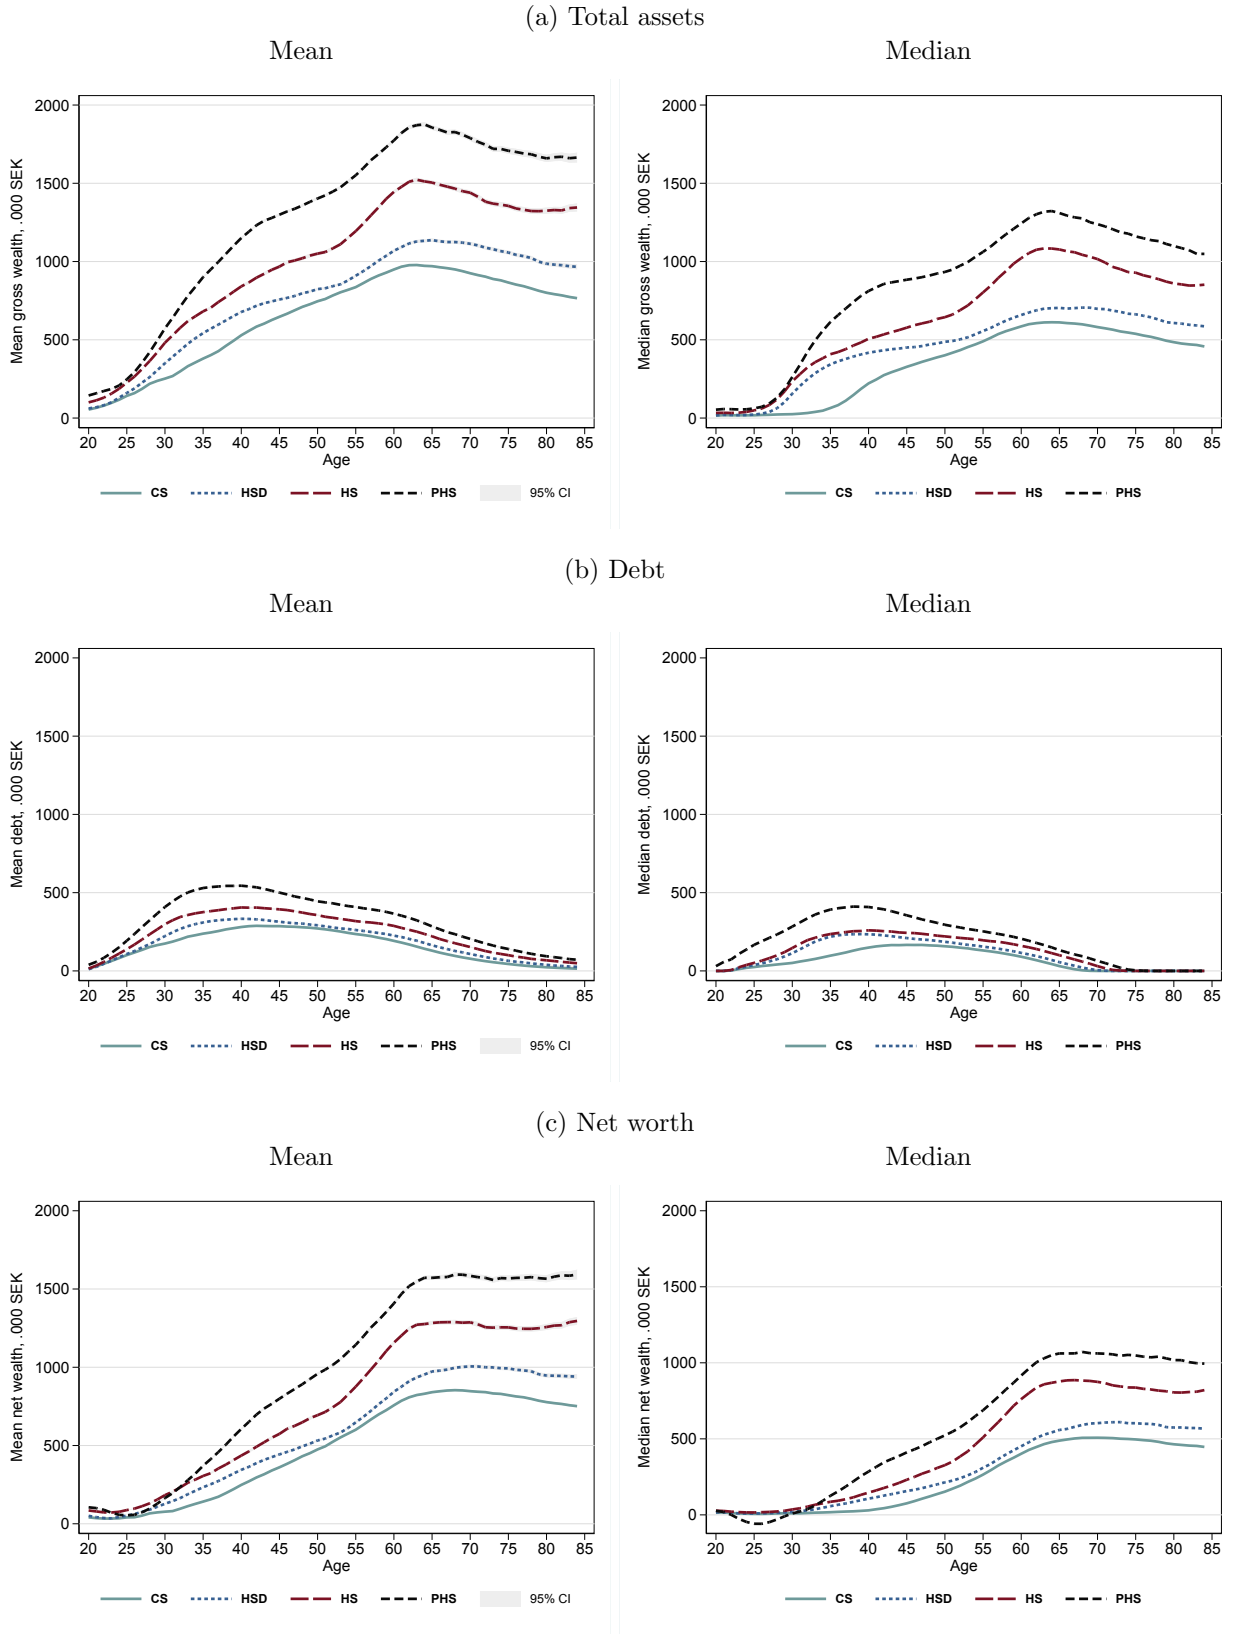 (a) Total assets
Mean Median
Mean gross wealth, .000 SEK
2000
1500
1000
500
0
20 25 30 35 40 45 50 55 60 65 70 75 80 85
Age
CS HSD HS PHS 95% CI
Median gross wealth, .000 SEK
2000
1500
1000
500
0
20 25 30 35 40 45 50 55 60 65 70 75 80 85
Age
CS HSD HS PHS
(b) Debt
Mean Median
Mean debt, .000 SEK
2000
1500
1000
500
0
20 25 30 35 40 45 50 55 60 65 70 75 80 85
Age
CS HSD HS PHS 95% CI
Median debt, .000 SEK
2000
1500
1000
500
0
20 25 30 35 40 45 50 55 60 65 70 75 80 85
Age
CS HSD HS PHS
(c) Net worth
Mean Median
Mean net wealth, .000 SEK
2000
1500
1000
500
0
20 25 30 35 40 45 50 55 60 65 70 75 80 85
Age
CS HSD HS PHS 95% CI
Median net wealth, .000 SEK
2000
1500
1000
500
0
20 25 30 35 40 45 50 55 60 65 70 75 80 85
Age
CS HSD HS PHS